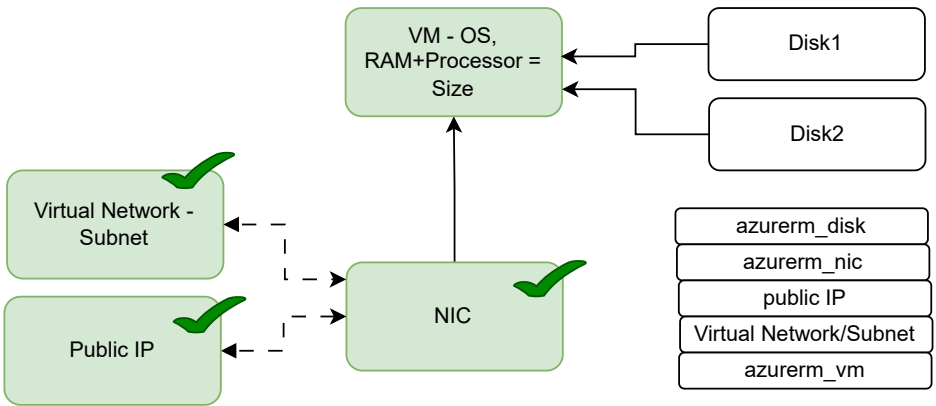 VM - OS,
RAM+Processor =
Size
Disk1
Disk2
Virtual Network -
Subnet
Public IP
NIC
azurerm_disk
azurerm_nic
public IP
Virtual Network/Subnet
azurerm_vm